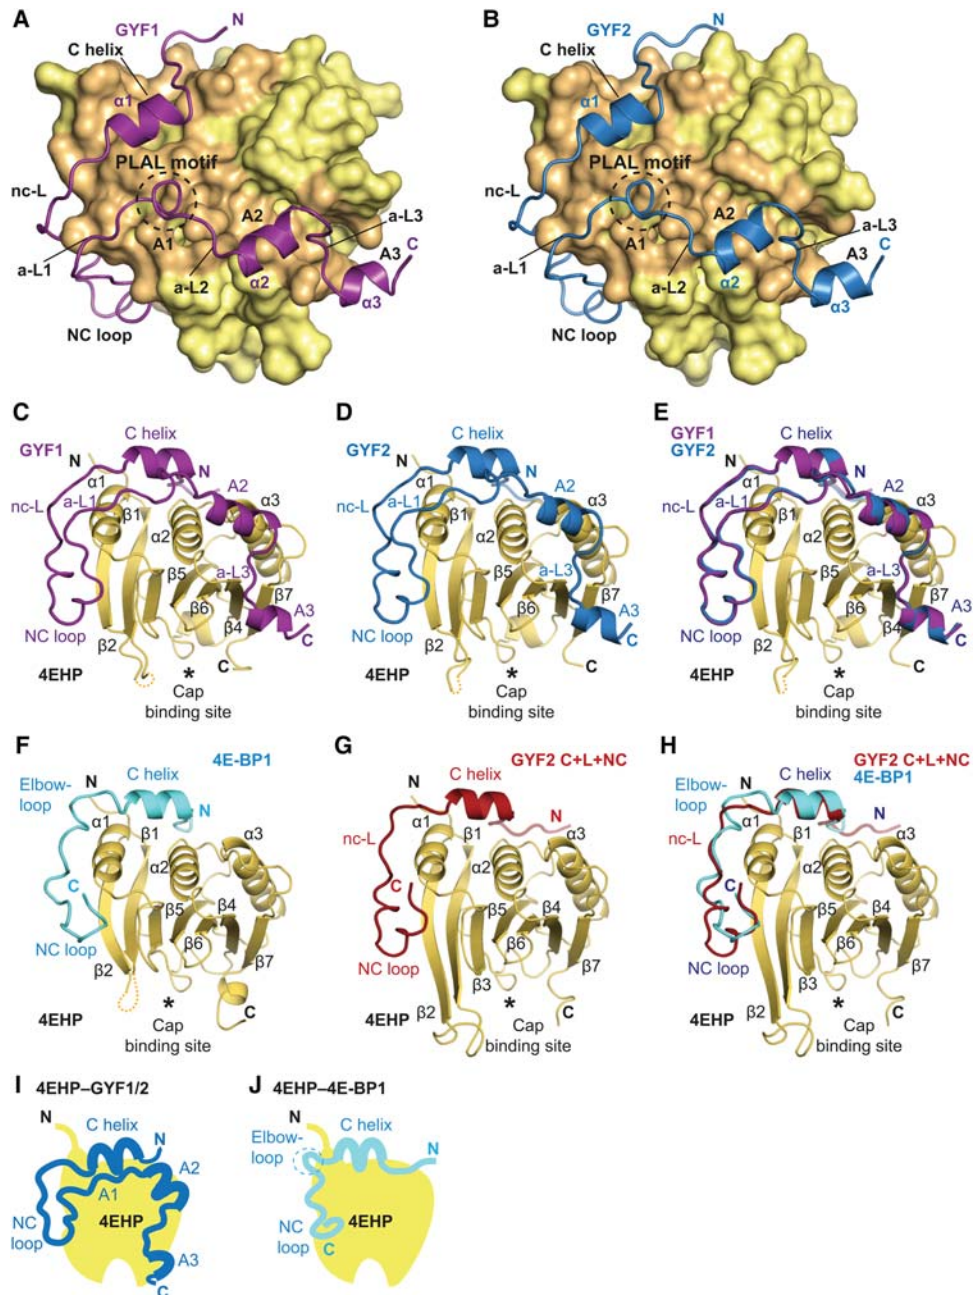 A
GYF1
N
C helix
α1
PLAL motif
nc-L
A1
A2
a-L3
a-L1
A3
C
a-L2
α2
α3
NC loop
B
GYF2
N
C helix
α1
PLAL motif
nc-L
A2
a-L3
A1
A3
C
a-L1
a-L2
α2
α3
NC loop
C
GYF1
C helix
N
N
α1
A2
α3
nc-L
a-L1
β1
α2
β5
a-L3
β7
β6
A3
NC loop
β4
C
β2
C
4EHP
*
Cap
binding site
D
GYF2
C helix
N
N
α1
A2
α3
nc-L
a-L1
β1
α2
β5
a-L3
β7
β6
A3
NC loop
β4
C
β2
C
4EHP
*
Cap
binding site
E
GYF1
GYF2
C helix
N
N
α1
A2
α3
nc-L
a-L1
β1
α2
β5
a-L3
β7
β6
A3
NC loop
β4
C
β2
C
4EHP
*
Cap
binding site
F
4E-BP1
Elbow-
loop
N
C helix
N
α1
β1
α3
α2
C
β5
β4
NC loop
β6
β2
β7
4EHP
*
C
Cap
binding site
G
GYF2 C+L+NC
N
C helix
N
α1
β1
α3
nc-L
α2
C
β5
β4
β6
NC loop
β7
β3
4EHP
β2
*
C
Cap
binding site
H
GYF2 C+L+NC
4E-BP1
Elbow-
loop
N
C helix
N
α1
β1
α3
nc-L
α2
C
β5
β4
β6
NC loop
β7
β3
4EHP
β2
*
C
Cap
binding site
I
4EHP–GYF1/2
N
C helix
N
A2
A1
NC
loop
4EHP
A3
C
J
4EHP–4E-BP1
N
C helix
Elbow-
loop
N
NC
loop
4EHP
C